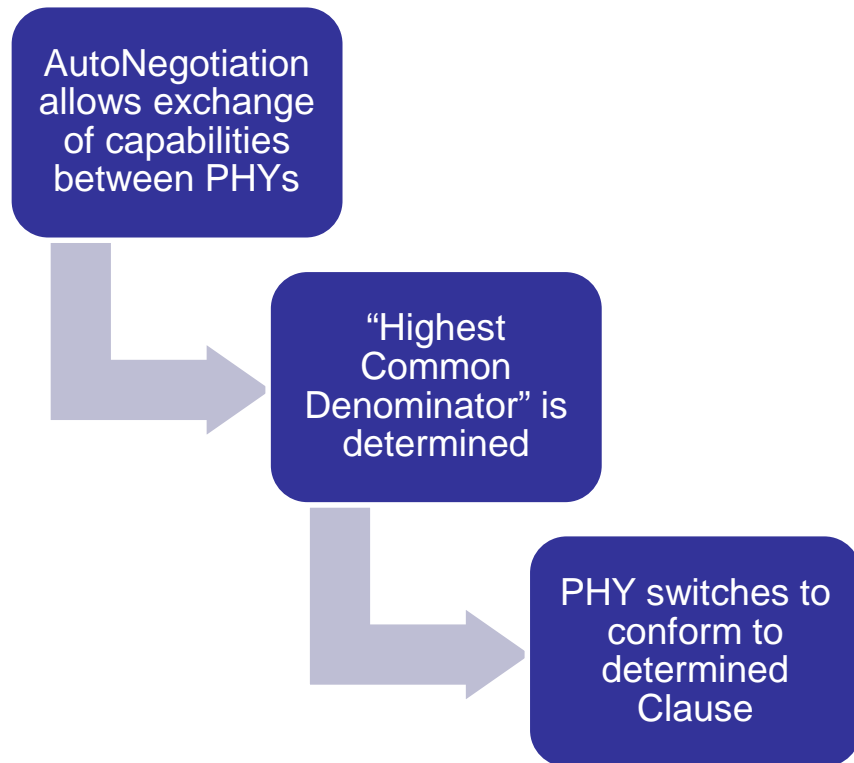 AutoNegotiation
allows exchange
of capabilities
between PHYs
“Highest
Common
Denominator” is
determined
PHY switches to
conform to
determined
Clause